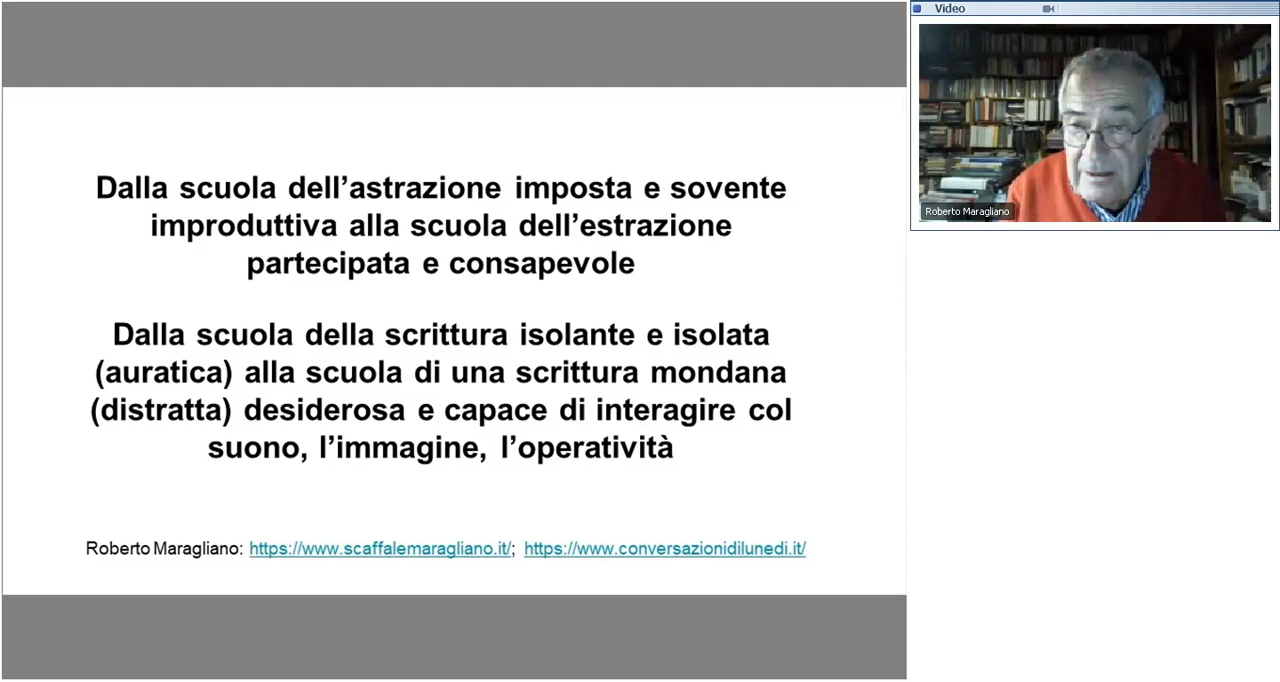 Dalla scuola dell’astrazione imposta e sovente
improduttiva alla scuola dell’estrazione
partecipata e consapevole
Dalla scuola della scrittura isolante e isolata
(auratica) alla scuola di una scrittura mondana
(distratta) desiderosa e capace di interagire col
suono, l’immagine, l’operatività
Roberto Maragliano: https://www.scaffalemaragliano.it/; https://www.conversazionidilunedi.it/
Video
Roberto Maragliano